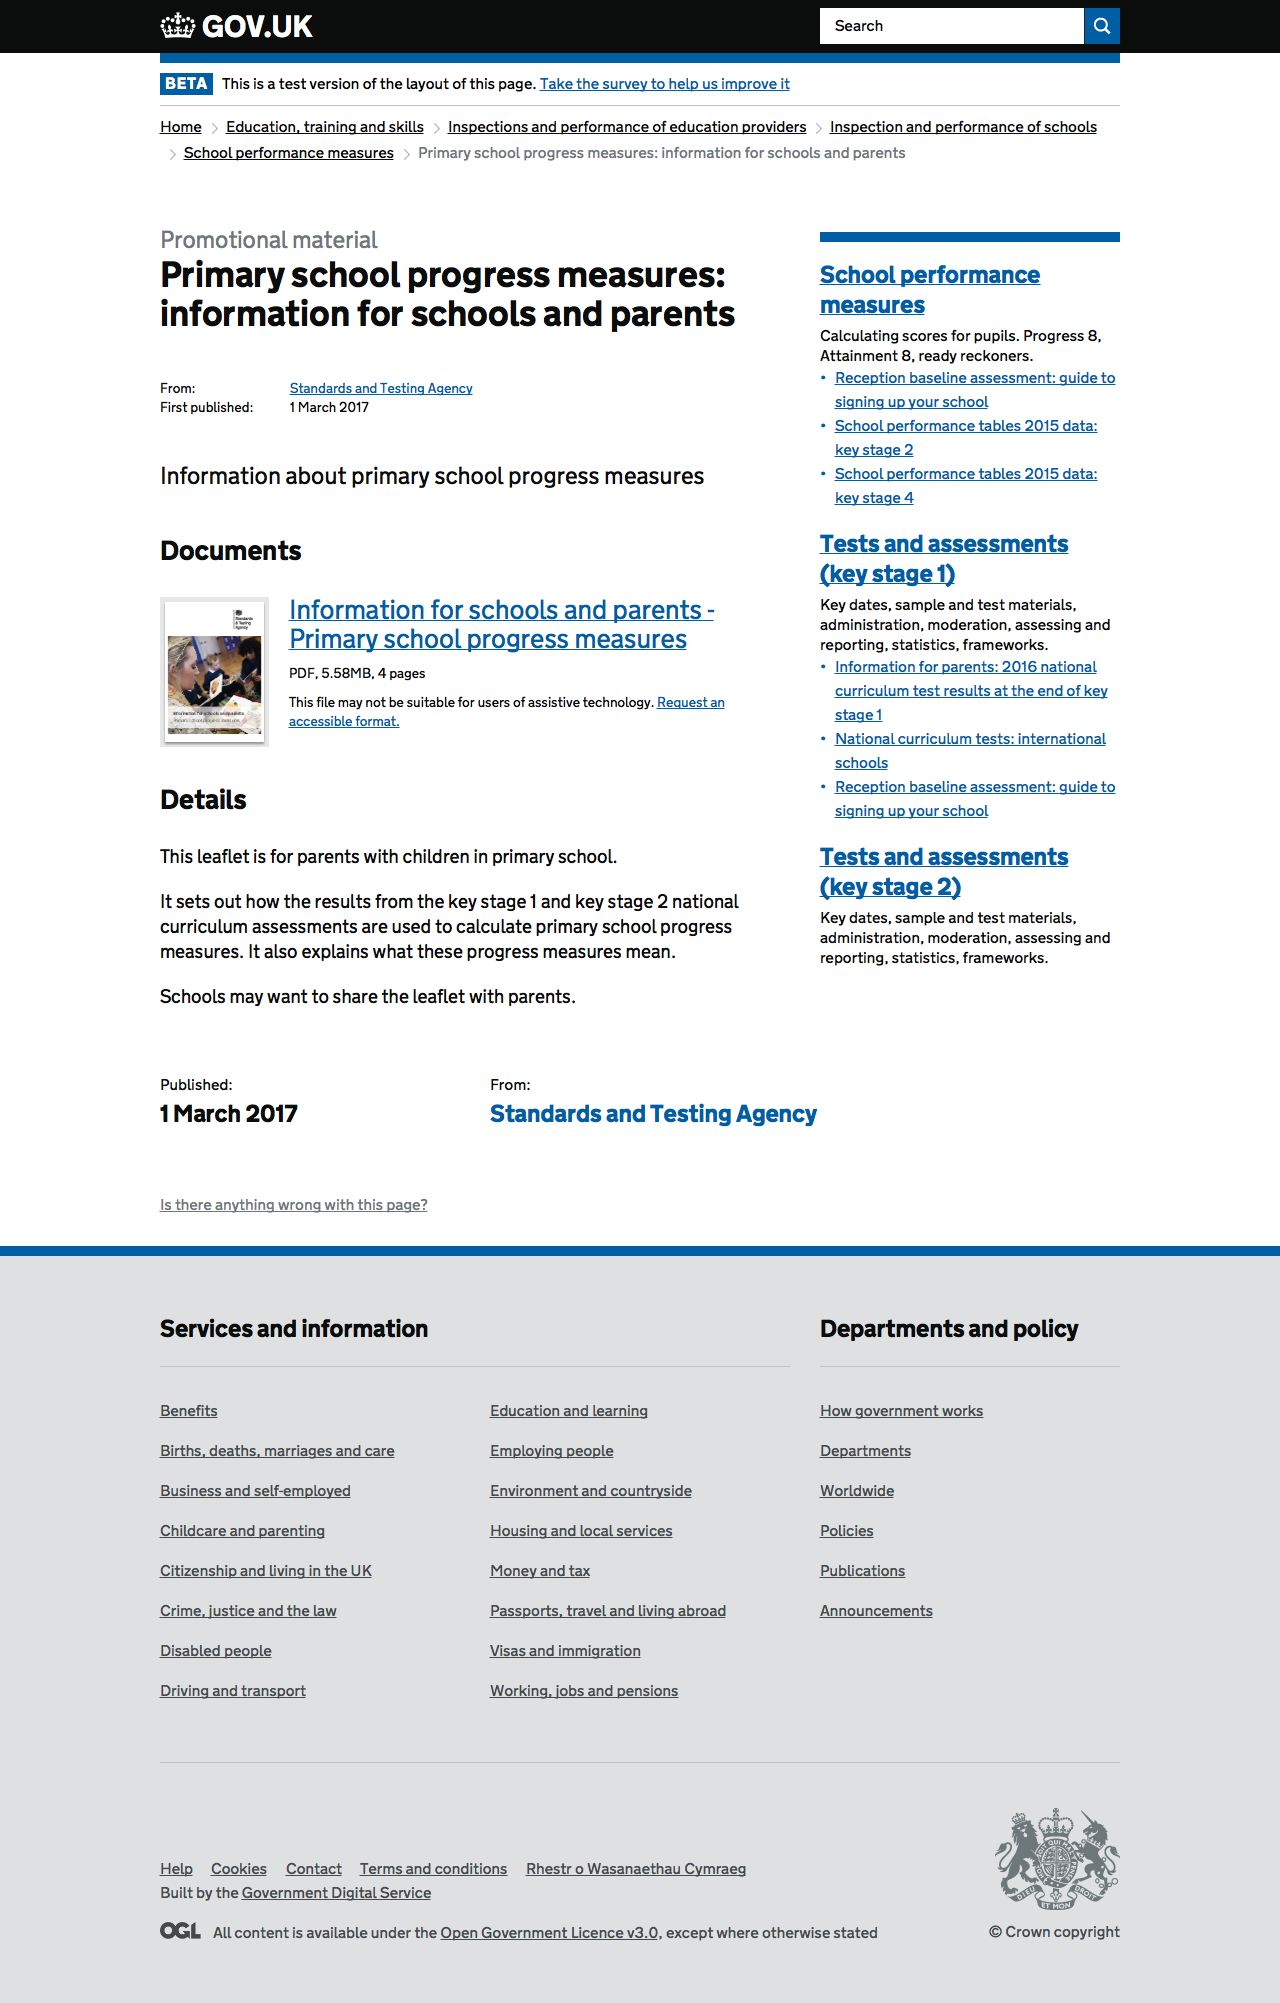 GOV.UK
Search
BETA This is a test version of the layout of this page. Take the survey to help us improve it
Home Education, training and skills Inspections and performance of education providers Inspection and performance of schools
School performance measures Primary school progress measures: information for schools and parents
Promotional material
Primary school progress measures:
information for schools and parents
From: Standards and Testing Agency
First published: 1 March 2017
Information about primary school progress measures
Documents
Standards
& Testing
Agency
Information for schools and parents -
Primary school progress measures
PDF, 5.58MB, 4 pages
This file may not be suitable for users of assistive technology. Request an
accessible format.
Details
This leaflet is for parents with children in primary school.
It sets out how the results from the key stage 1 and key stage 2 national
curriculum assessments are used to calculate primary school progress
measures. It also explains what these progress measures mean.
Schools may want to share the leaflet with parents.
Published:
1 March 2017
From:
Standards and Testing Agency
Is there anything wrong with this page?
School performance
measures
Calculating scores for pupils. Progress 8,
Attainment 8, ready reckoners.
• Reception baseline assessment: guide to
signing up your school
• School performance tables 2015 data:
key stage 2
• School performance tables 2015 data:
key stage 4
Tests and assessments
(key stage 1)
Key dates, sample and test materials,
administration, moderation, assessing and
reporting, statistics, frameworks.
• Information for parents: 2016 national
curriculum test results at the end of key
stage 1
• National curriculum tests: international
schools
• Reception baseline assessment: guide to
signing up your school
Tests and assessments
(key stage 2)
Key dates, sample and test materials,
administration, moderation, assessing and
reporting, statistics, frameworks.
Services and information
Benefits
Births, deaths, marriages and care
Business and self-employed
Childcare and parenting
Citizenship and living in the UK
Crime, justice and the law
Disabled people
Driving and transport
Education and learning
Employing people
Environment and countryside
Housing and local services
Money and tax
Passports, travel and living abroad
Visas and immigration
Working, jobs and pensions
Departments and policy
How government works
Departments
Worldwide
Policies
Publications
Announcements
Help Cookies Contact Terms and conditions Rhestr o Wasanaethau Cymraeg
Built by the Government Digital Service
OGL All content is available under the Open Government Licence v3.0, except where otherwise stated
DIEU ET MON DROIT
© Crown copyright